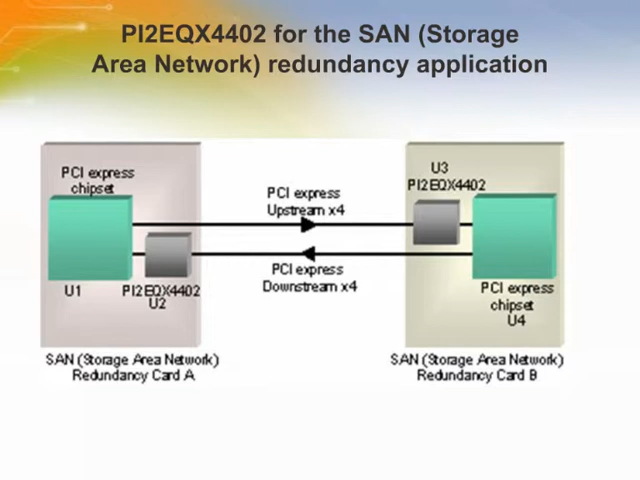 PI2EQX4402 for the SAN (Storage
Area Network) redundancy application
PCI express
chipset
U1
PI2EQX4402
U2
SAN (Storage Area Network)
Redundancy Card A
PCI express
Upstream x4
PCI express
Downstream x4
U3
PI2EQX4402
PCI express
chipset
U4
SAN (Storage Area Network)
Redundancy Card B